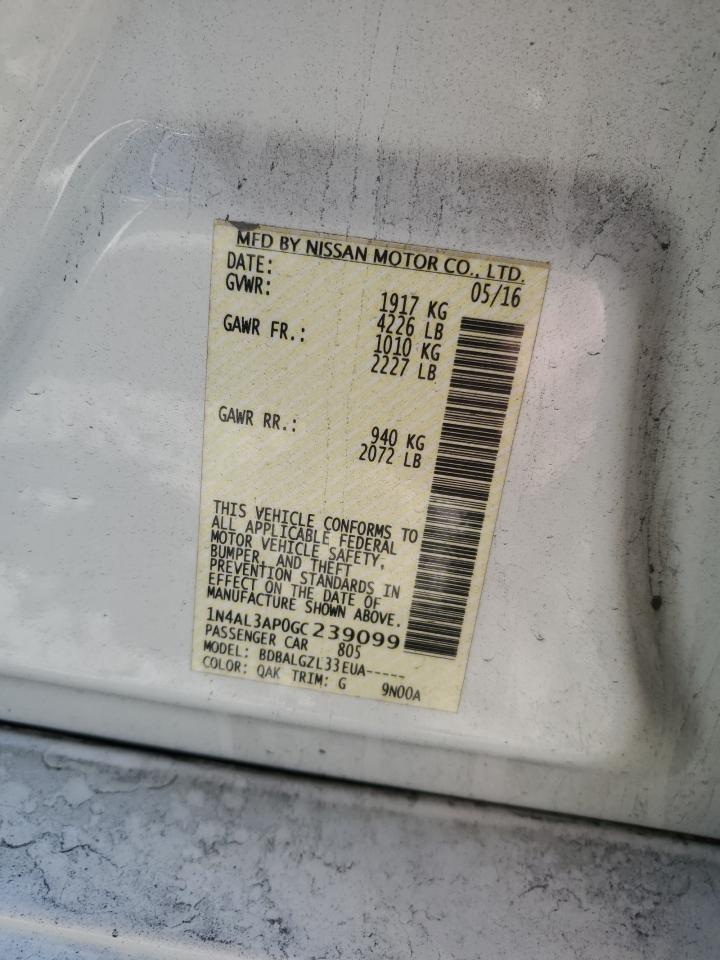 MFD BY NISSAN MOTOR CO., LTD.
DATE: 05/16
GVWR: 1917 KG
4226 LB
GAWR FR.: 1010 KG
2227 LB
GAWR RR.: 940 KG
2072 LB
THIS VEHICLE CONFORMS TO
ALL APPLICABLE FEDERAL
MOTOR VEHICLE SAFETY,
BUMPER, AND THEFT
PREVENTION STANDARDS IN
EFFECT ON THE DATE OF
MANUFACTURE SHOWN ABOVE.
1N4AL3AP0GC239099
PASSENGER CAR 805
MODEL: BDBALGZL33EUA-----
COLOR: QAK TRIM: G 9N00A